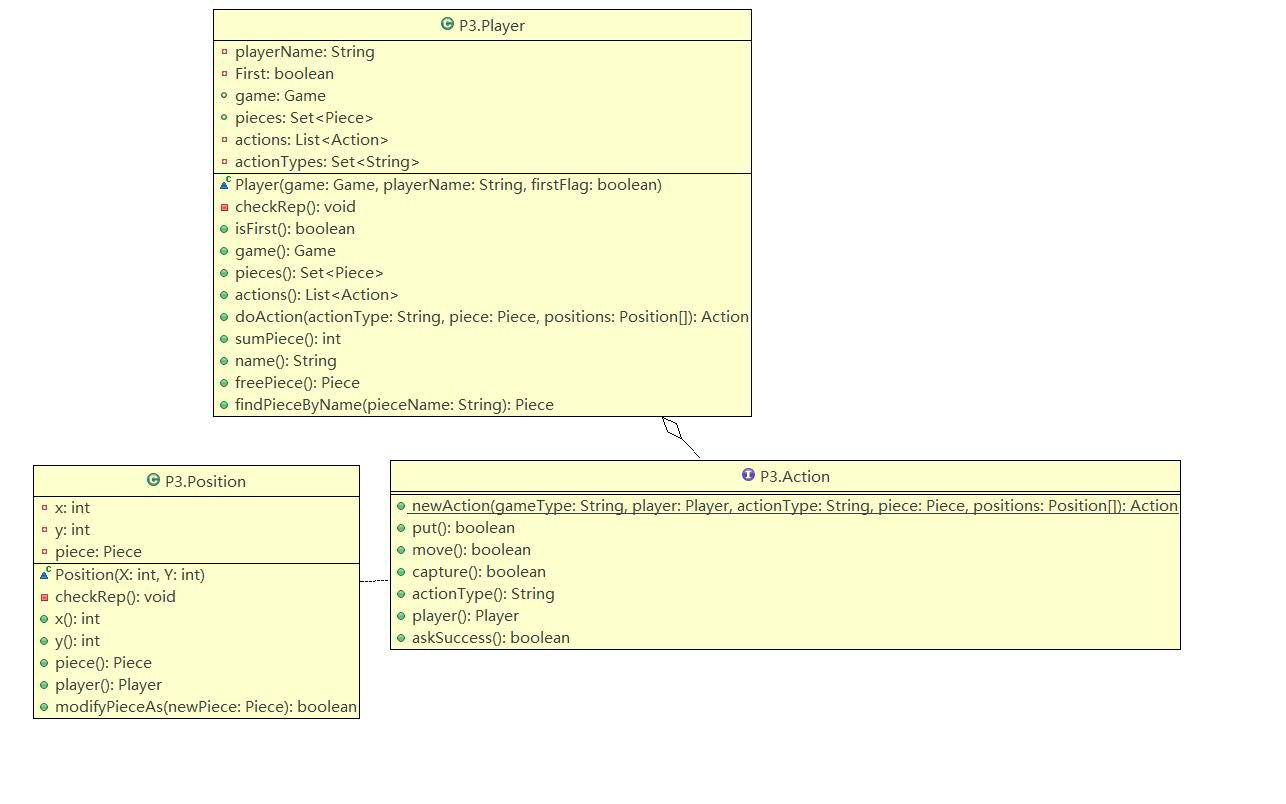 P3.Player
playerName: String
First: boolean
game: Game
pieces: Set<Piece>
actions: List<Action>
actionTypes: Set<String>
Player(game: Game, playerName: String, firstFlag: boolean)
checkRep(): void
isFirst(): boolean
game(): Game
pieces(): Set<Piece>
actions(): List<Action>
doAction(actionType: String, piece: Piece, positions: Position[]): Action
sumPiece(): int
name(): String
freePiece(): Piece
findPieceByName(pieceName: String): Piece
P3.Position
x: int
y: int
piece: Piece
Position(X: int, Y: int)
checkRep(): void
x(): int
y(): int
piece(): Piece
player(): Player
modifyPieceAs(newPiece: Piece): boolean
P3.Action
newAction(gameType: String, player: Player, actionType: String, piece: Piece, positions: Position[]): Action
put(): boolean
move(): boolean
capture(): boolean
actionType(): String
player(): Player
askSuccess(): boolean